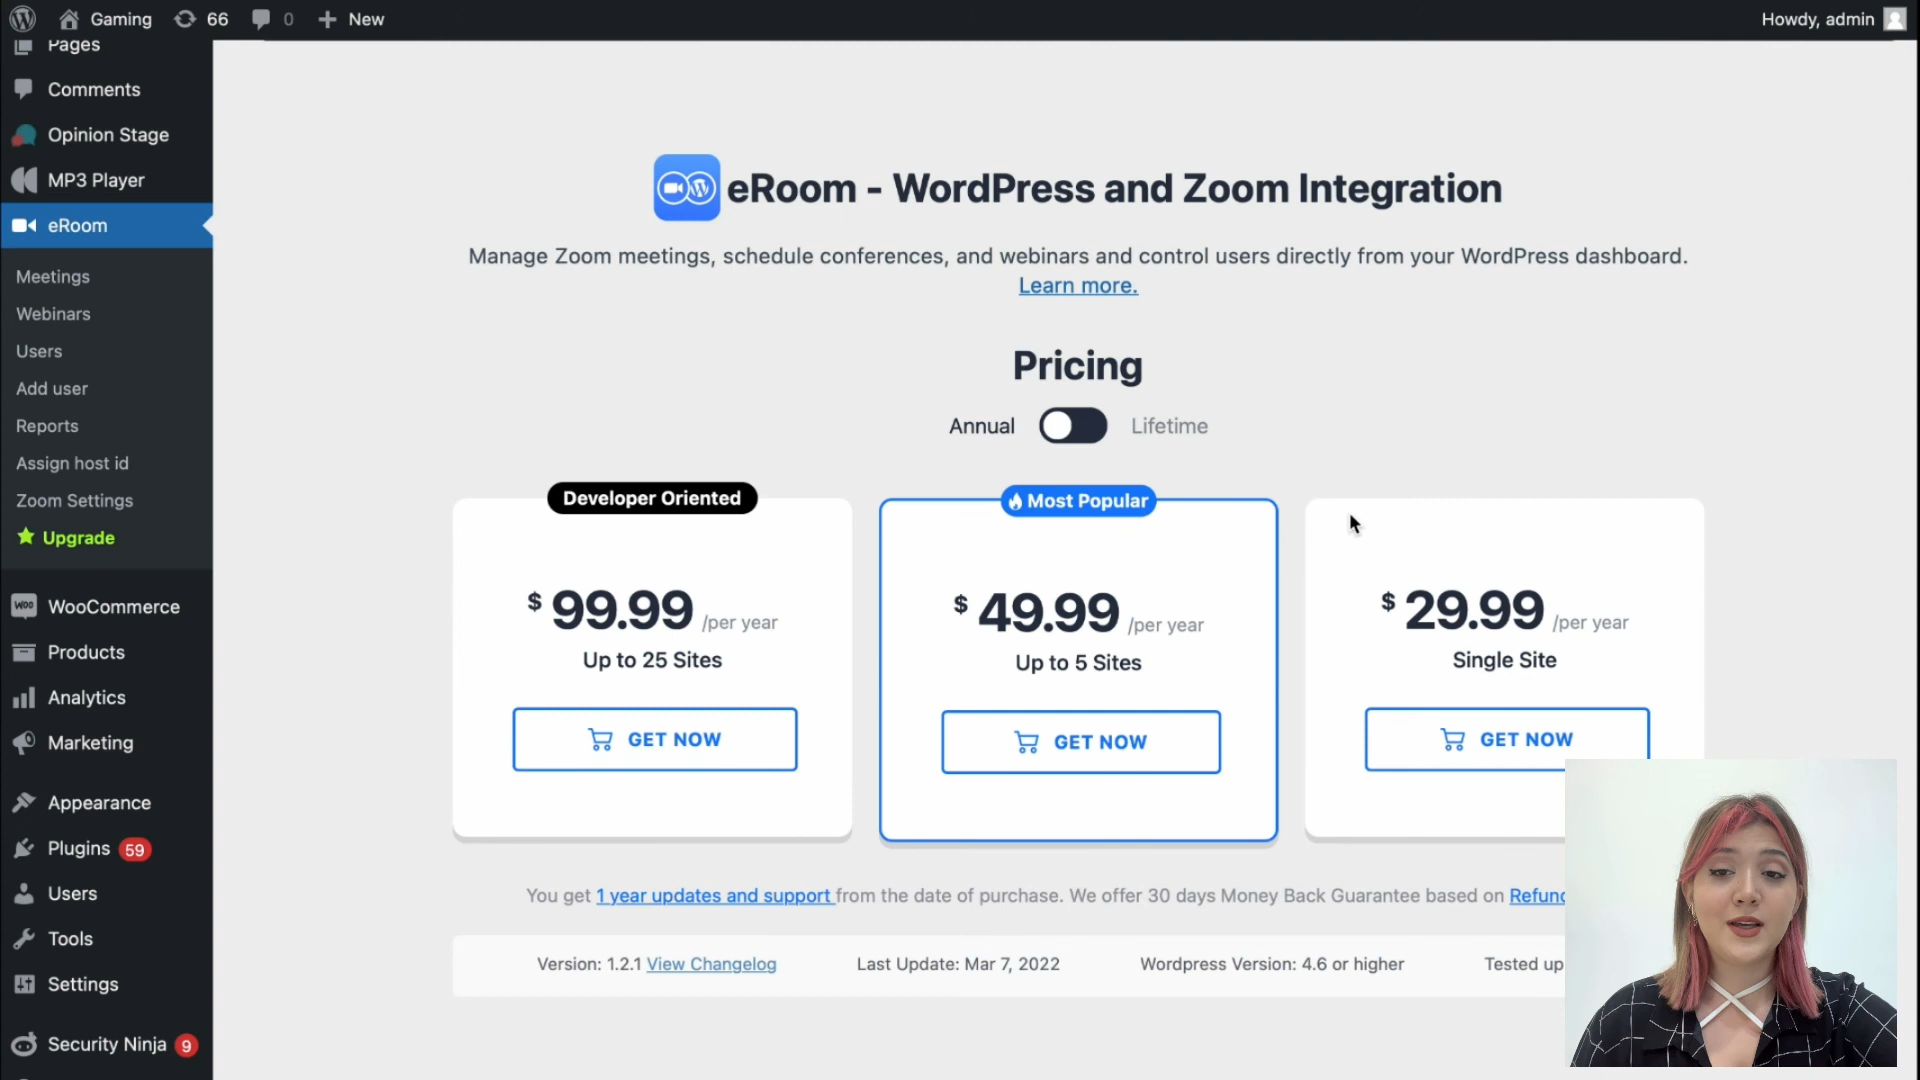 Gaming
66
0
New
Howdy, admin
Pages
Comments
Opinion Stage
MP3 Player
eRoom
Meetings
Webinars
Users
Add user
Reports
Assign host id
Zoom Settings
Upgrade
WooCommerce
Products
Analytics
Marketing
Appearance
Plugins 59
Users
Tools
Settings
Security Ninja 9
eRoom - WordPress and Zoom Integration
Manage Zoom meetings, schedule conferences, and webinars and control users directly from your WordPress dashboard.
Learn more.
Pricing
Annual Lifetime
Developer Oriented
$ 99.99 /per year
Up to 25 Sites
GET NOW
Most Popular
$ 49.99 /per year
Up to 5 Sites
GET NOW
$ 29.99 /per year
Single Site
GET NOW
You get 1 year updates and support from the date of purchase. We offer 30 days Money Back Guarantee based on
Version: 1.2.1 View Changelog Last Update: Mar 7, 2022 Wordpress Version: 4.6 or higher Tested up